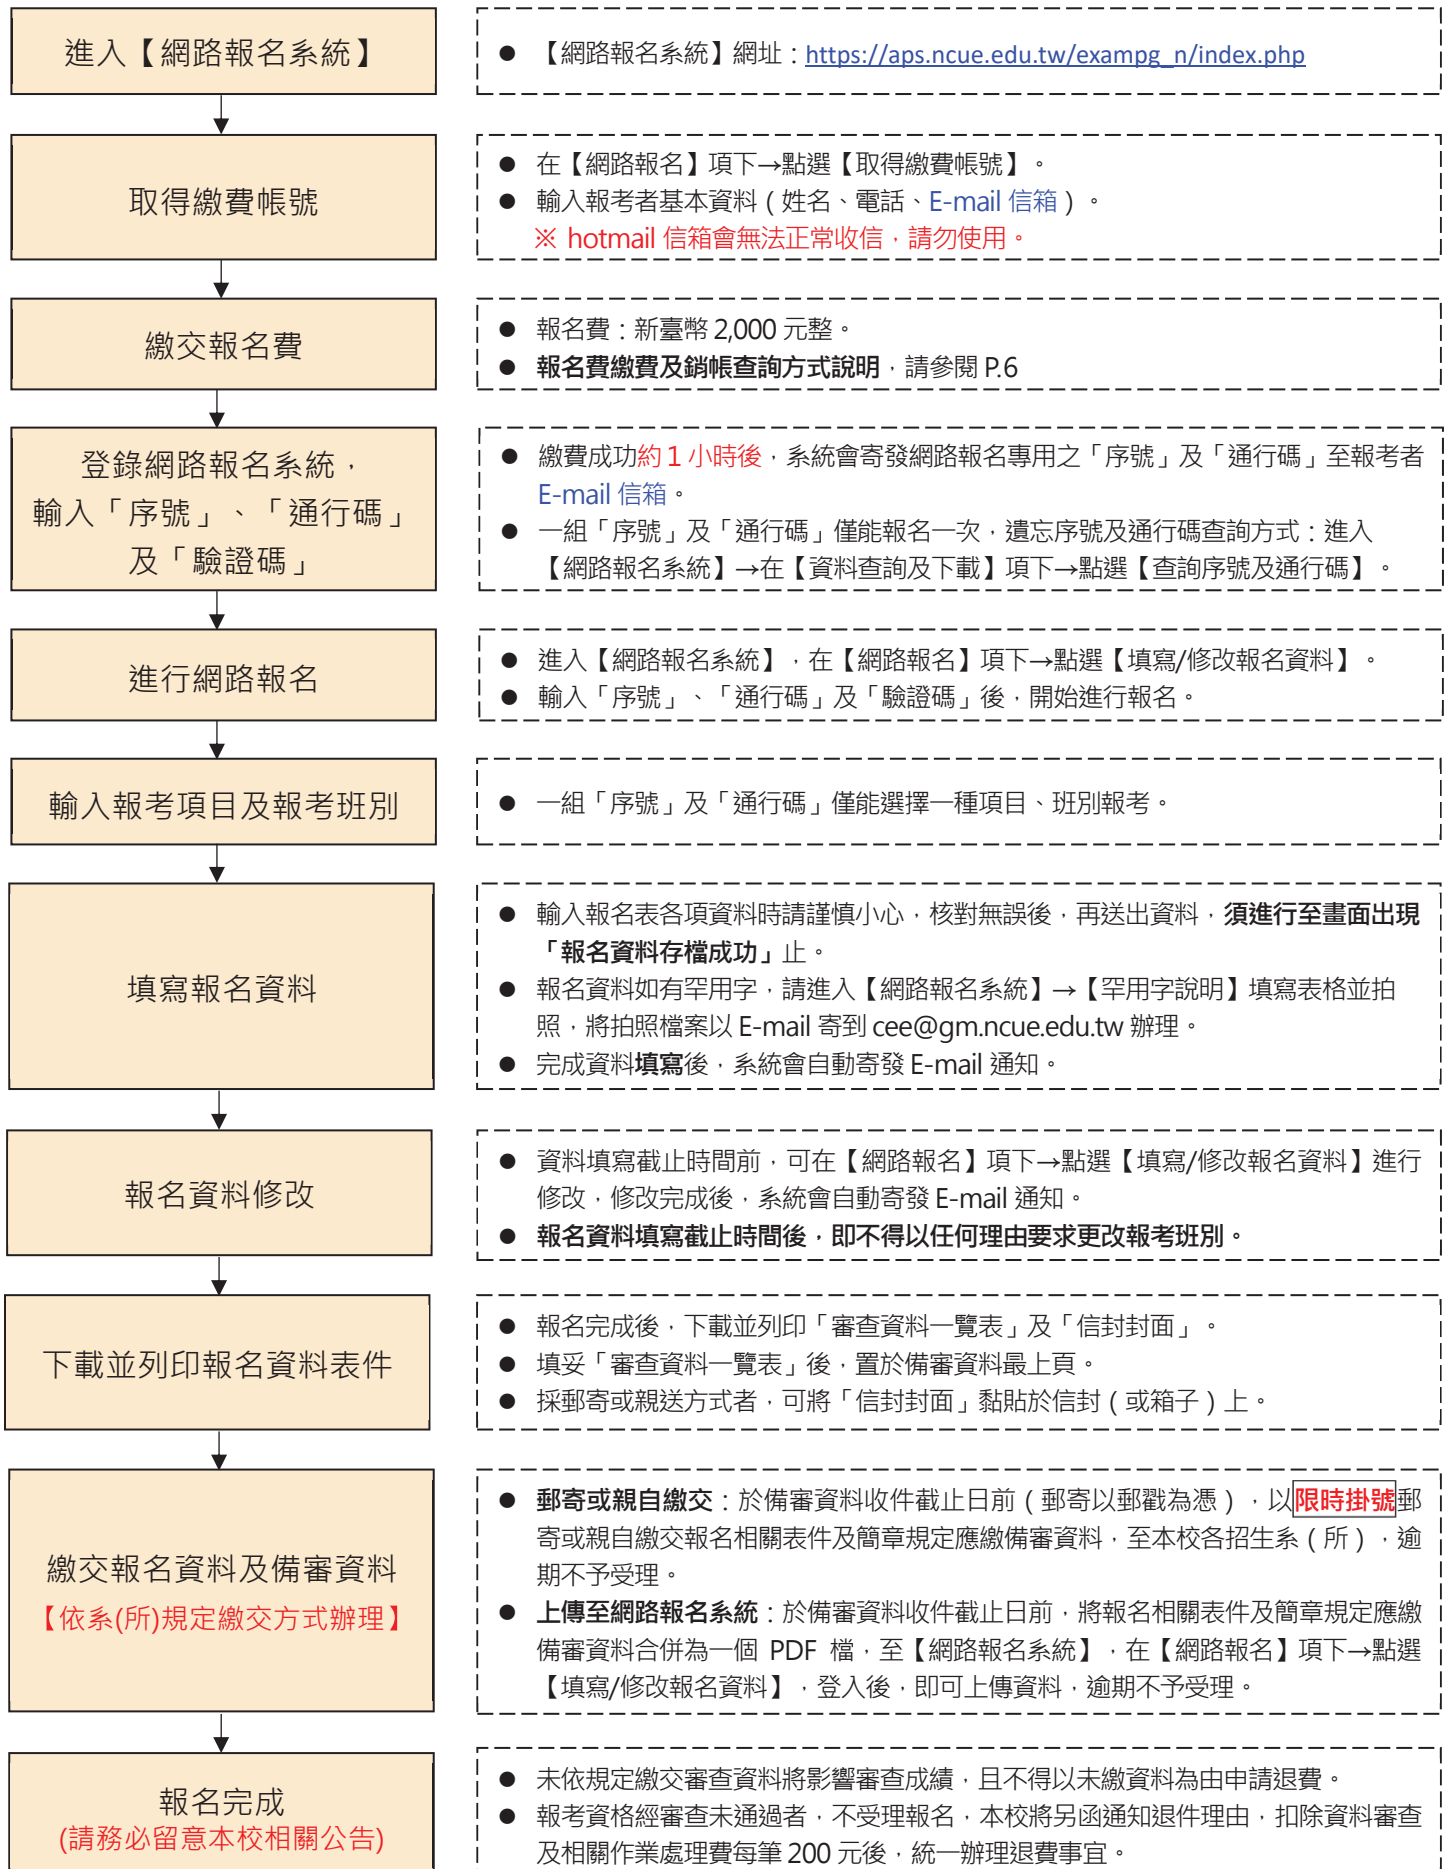 進入【網路報名系統】
● 【網路報名系統】網址：https://aps.ncue.edu.tw/exampg_n/index.php
取得繳費帳號
● 在【網路報名】項下→點選【取得繳費帳號】。
● 輸入報考者基本資料（姓名、電話、E-mail 信箱）。
※ hotmail 信箱會無法正常收信，請勿使用。
繳交報名費
● 報名費：新臺幣 2,000 元整。
● 報名費繳費及銷帳查詢方式說明，請參閱 P.6
登錄網路報名系統，
輸入「序號」、「通行碼」
及「驗證碼」
● 繳費成功約 1 小時後，系統會寄發網路報名專用之「序號」及「通行碼」至報考者
E-mail 信箱。
● 一組「序號」及「通行碼」僅能報名一次，遺忘序號及通行碼查詢方式：進入
【網路報名系統】→在【資料查詢及下載】項下→點選【查詢序號及通行碼】。
進行網路報名
● 進入【網路報名系統】，在【網路報名】項下→點選【填寫/修改報名資料】。
● 輸入「序號」、「通行碼」及「驗證碼」後，開始進行報名。
輸入報考項目及報考班別
● 一組「序號」及「通行碼」僅能選擇一種項目、班別報考。
填寫報名資料
● 輸入報名表各項資料時請謹慎小心，核對無誤後，再送出資料，須進行至畫面出現
「報名資料存檔成功」止。
● 報名資料如有罕用字，請進入【網路報名系統】→【罕用字說明】填寫表格並拍
照，將拍照檔案以 E-mail 寄到 cee@gm.ncue.edu.tw 辦理。
● 完成資料填寫後，系統會自動寄發 E-mail 通知。
報名資料修改
● 資料填寫截止時間前，可在【網路報名】項下→點選【填寫/修改報名資料】進行
修改，修改完成後，系統會自動寄發 E-mail 通知。
● 報名資料填寫截止時間後，即不得以任何理由要求更改報考班別。
下載並列印報名資料表件
● 報名完成後，下載並列印「審查資料一覽表」及「信封封面」。
● 填妥「審查資料一覽表」後，置於備審資料最上頁。
● 採郵寄或親送方式者，可將「信封封面」黏貼於信封（或箱子）上。
繳交報名資料及備審資料
【依系(所)規定繳交方式辦理】
● 郵寄或親自繳交：於備審資料收件截止日前（郵寄以郵戳為憑），以限時掛號郵
寄或親自繳交報名相關表件及簡章規定應繳備審資料，至本校各招生系（所），逾
期不予受理。
● 上傳至網路報名系統：於備審資料收件截止日前，將報名相關表件及簡章規定應繳
備審資料合併為一個 PDF 檔，至【網路報名系統】，在【網路報名】項下→點選
【填寫/修改報名資料】，登入後，即可上傳資料，逾期不予受理。
報名完成
(請務必留意本校相關公告)
● 未依規定繳交審查資料將影響審查成績，且不得以未繳資料為由申請退費。
● 報考資格經審查未通過者，不受理報名，本校將另函通知退件理由，扣除資料審查
及相關作業處理費每筆 200 元後，統一辦理退費事宜。